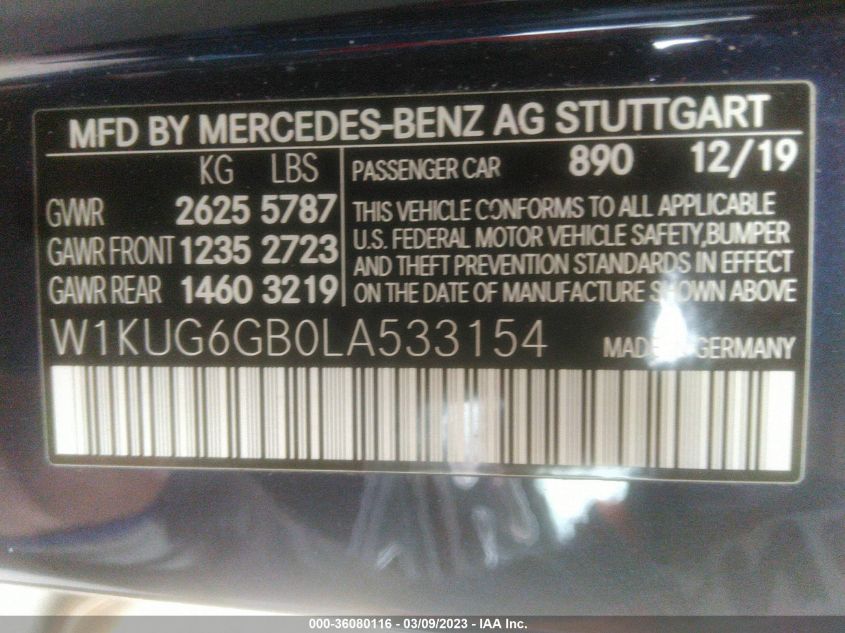 MFD BY MERCEDES-BENZ AG STUTTGART
KG LBS PASSENGER CAR 890 12/19
GVWR 2625 5787
GAWR FRONT 1235 2723
GAWR REAR 1460 3219
THIS VEHICLE CONFORMS TO ALL APPLICABLE
U.S. FEDERAL MOTOR VEHICLE SAFETY, BUMPER
AND THEFT PREVENTION STANDARDS IN EFFECT
ON THE DATE OF MANUFACTURE SHOWN ABOVE
W1KUG6GB0LA533154 MADE IN GERMANY
000-36080116 - 03/09/2023 - IAA Inc.